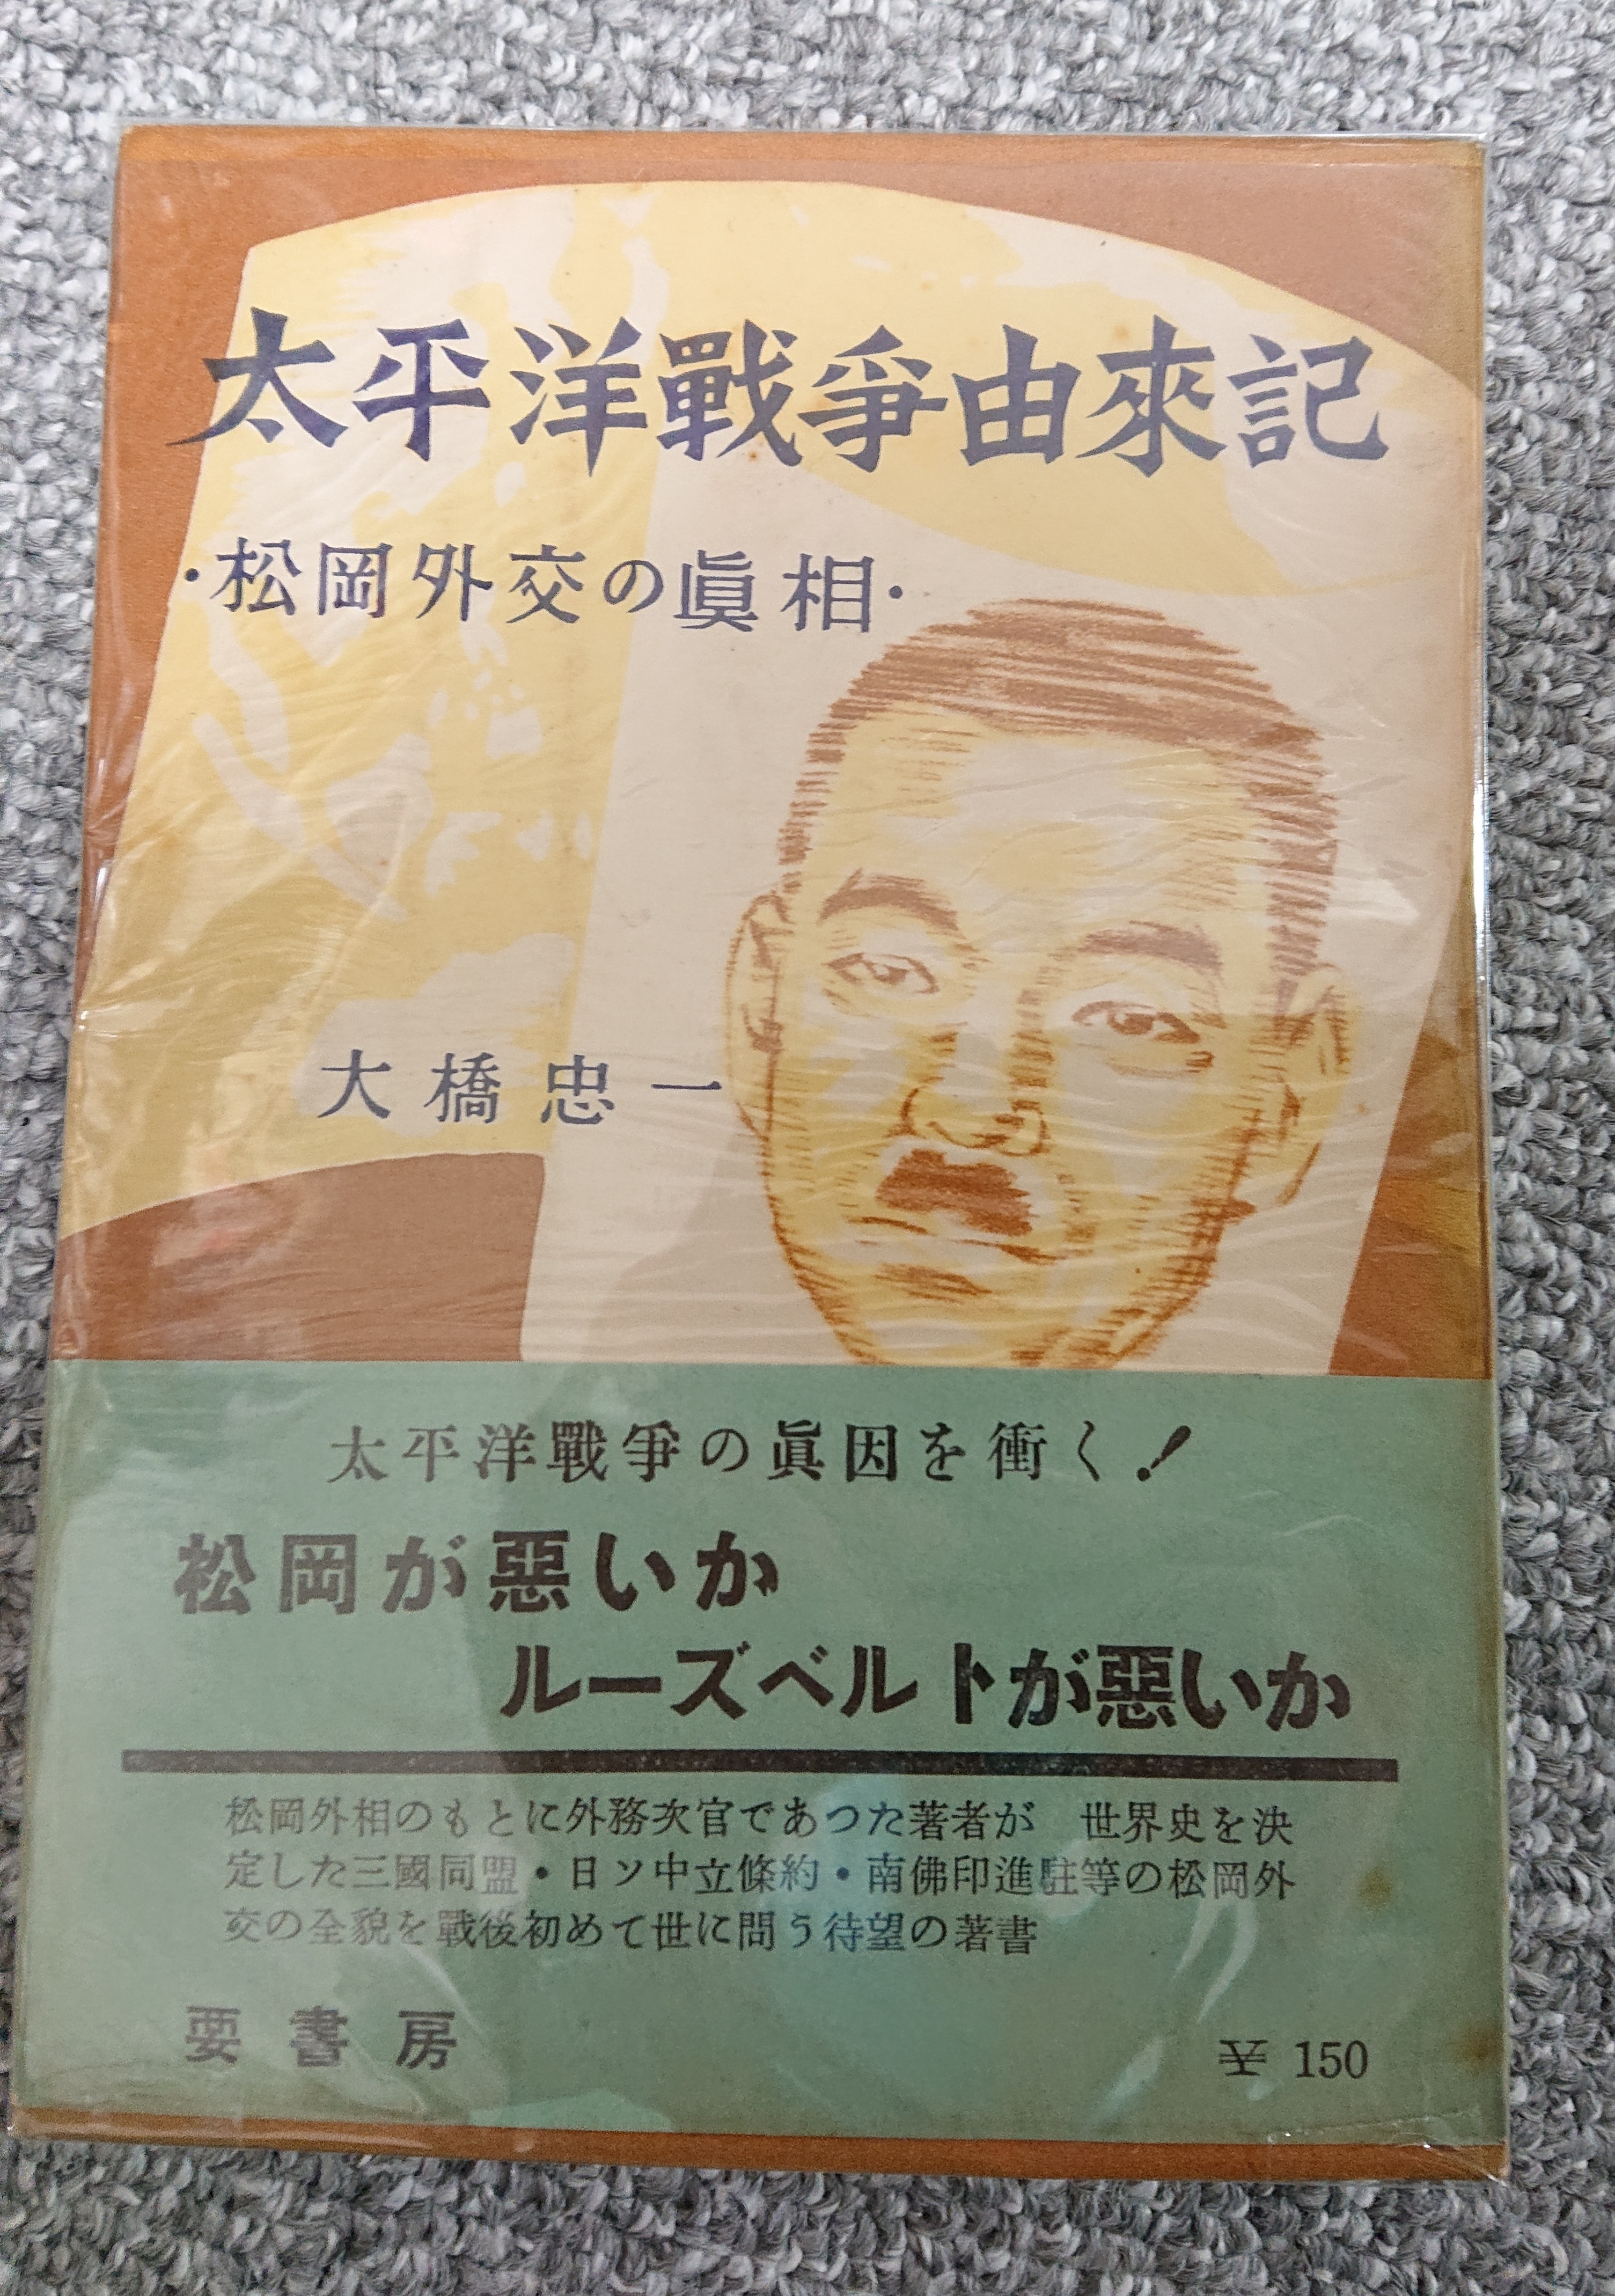 太平洋戰爭由來記
・松岡外交の眞相・
大橋忠一
太平洋戰爭の眞因を衝く！
松岡が惡いか
ルーズベルトが惡いか
松岡外相のもとに外務次官であつた著者が　世界史を決
定した三國同盟・日ソ中立條約・南佛印進駐等の松岡外
交の全貌を戰後初めて世に問う待望の著書
要書房
¥ 150